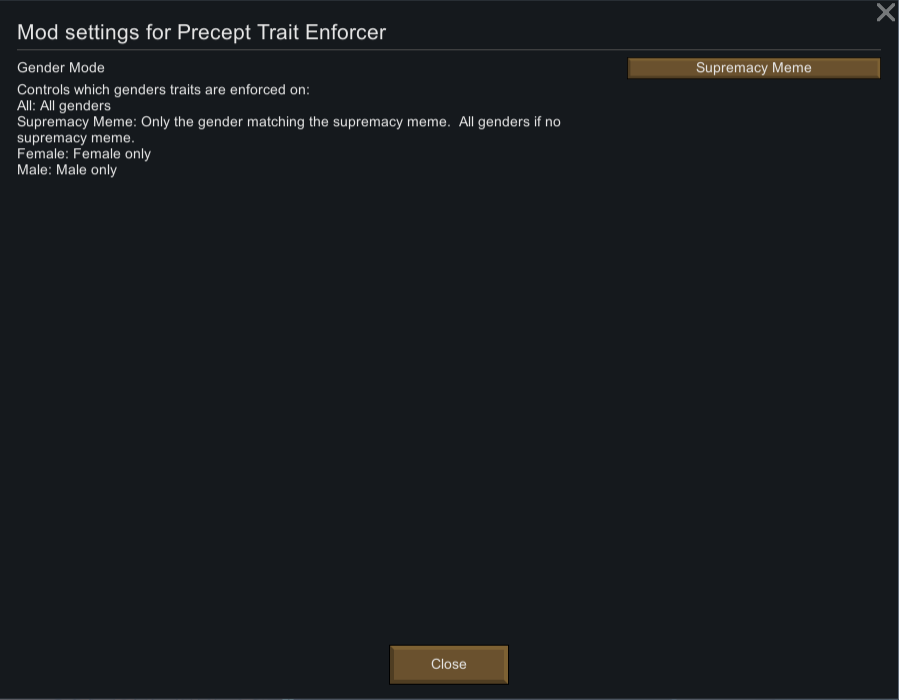 Mod settings for Precept Trait Enforcer
Gender Mode
Supremacy Meme
Controls which genders traits are enforced on:
All: All genders
Supremacy Meme: Only the gender matching the supremacy meme.  All genders if no
supremacy meme.
Female: Female only
Male: Male only
Close